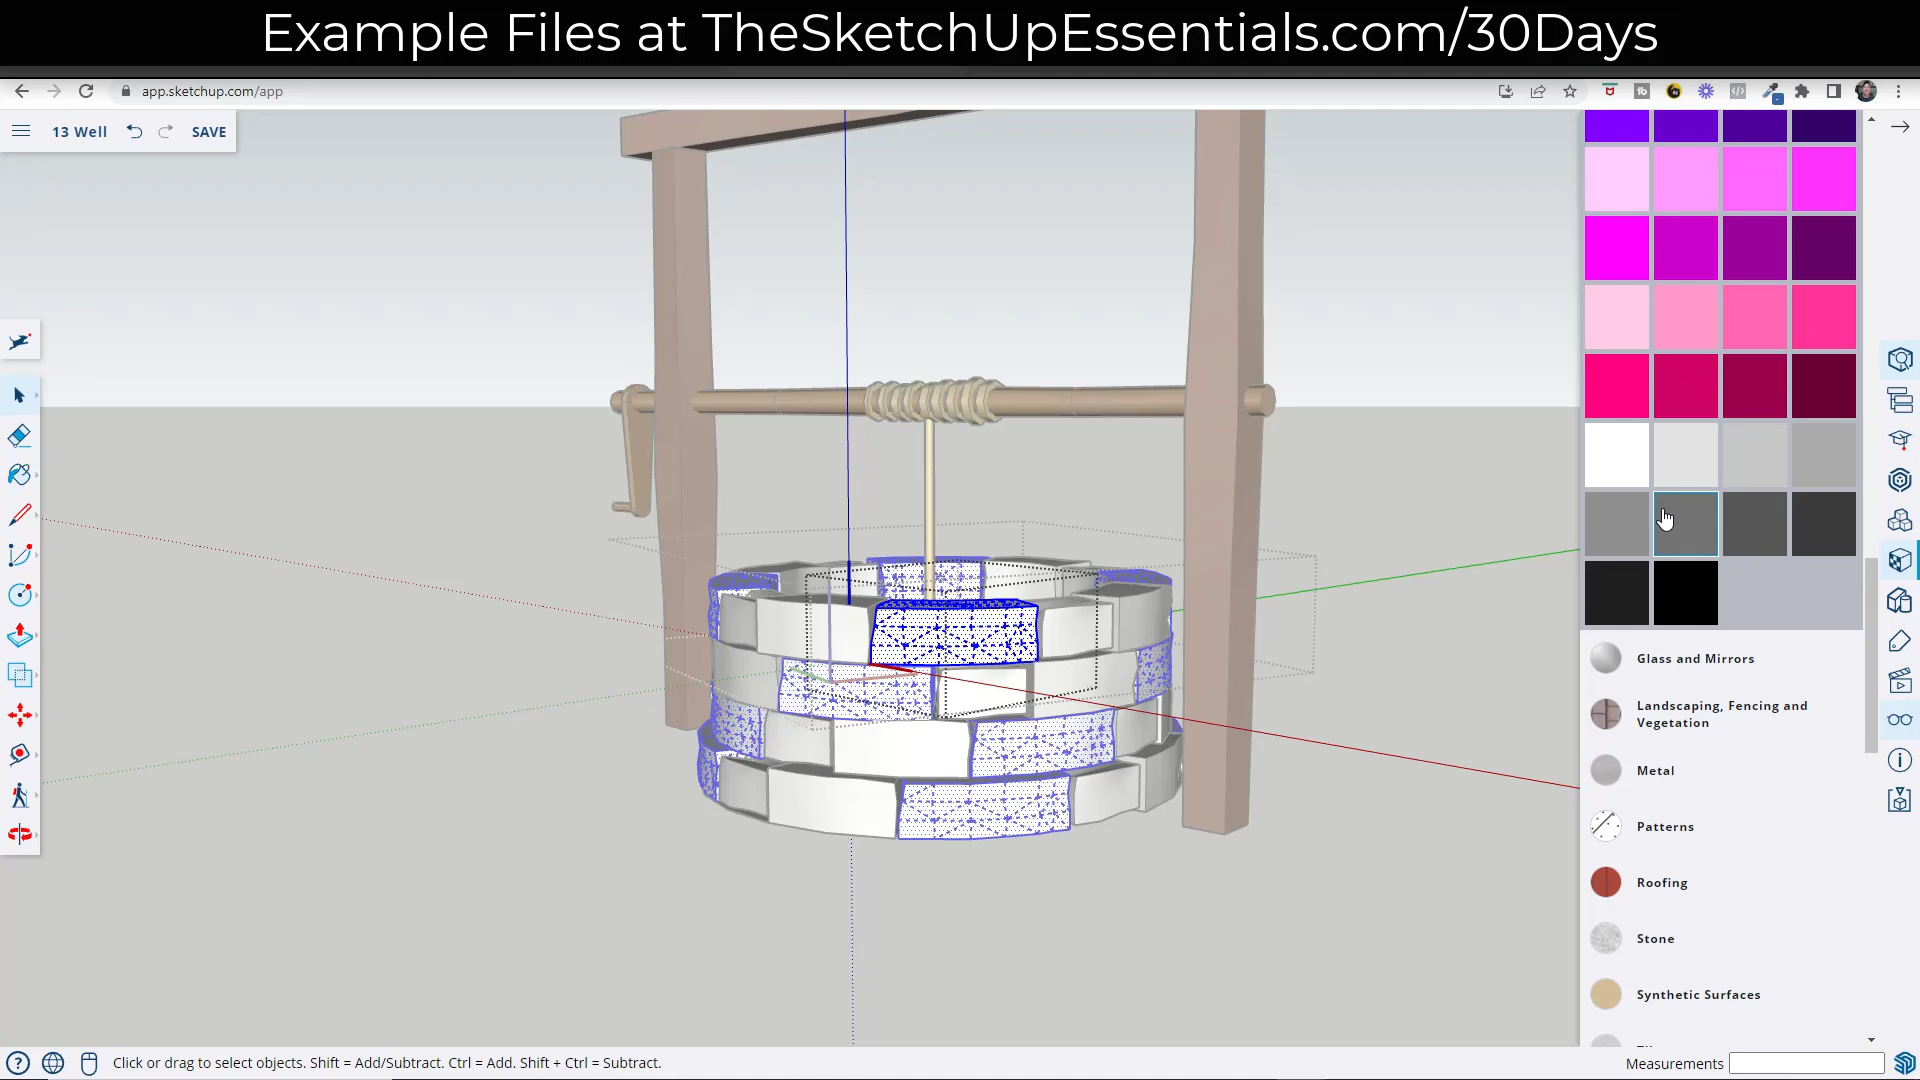 Example Files at TheSketchUpEssentials.com/30Days
app.sketchup.com/app
13 Well
SAVE
Glass and Mirrors
Landscaping, Fencing and
Vegetation
Metal
Patterns
Roofing
Stone
Synthetic Surfaces
Click or drag to select objects. Shift = Add/Subtract. Ctrl = Add. Shift + Ctrl = Subtract.
Measurements